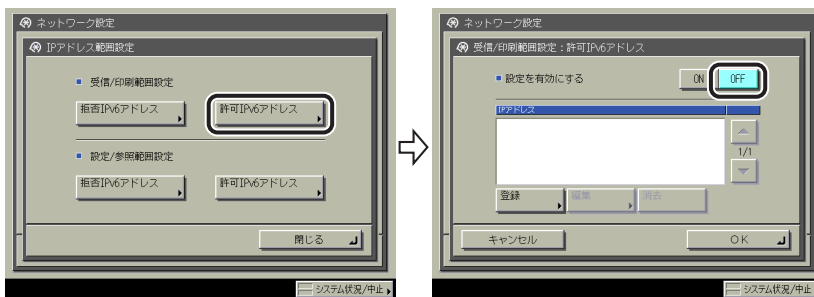 ネットワーク設定
IPアドレス範囲設定
受信/印刷範囲設定
拒否IPv6アドレス
許可IPv6アドレス
設定/参照範囲設定
拒否IPv6アドレス
許可IPv6アドレス
閉じる
システム状況/中止
ネットワーク設定
受信/印刷範囲設定：許可IPv6アドレス
設定を有効にする
ON
OFF
IPアドレス
1/1
登録
編集
消去
キャンセル
OK
システム状況/中止